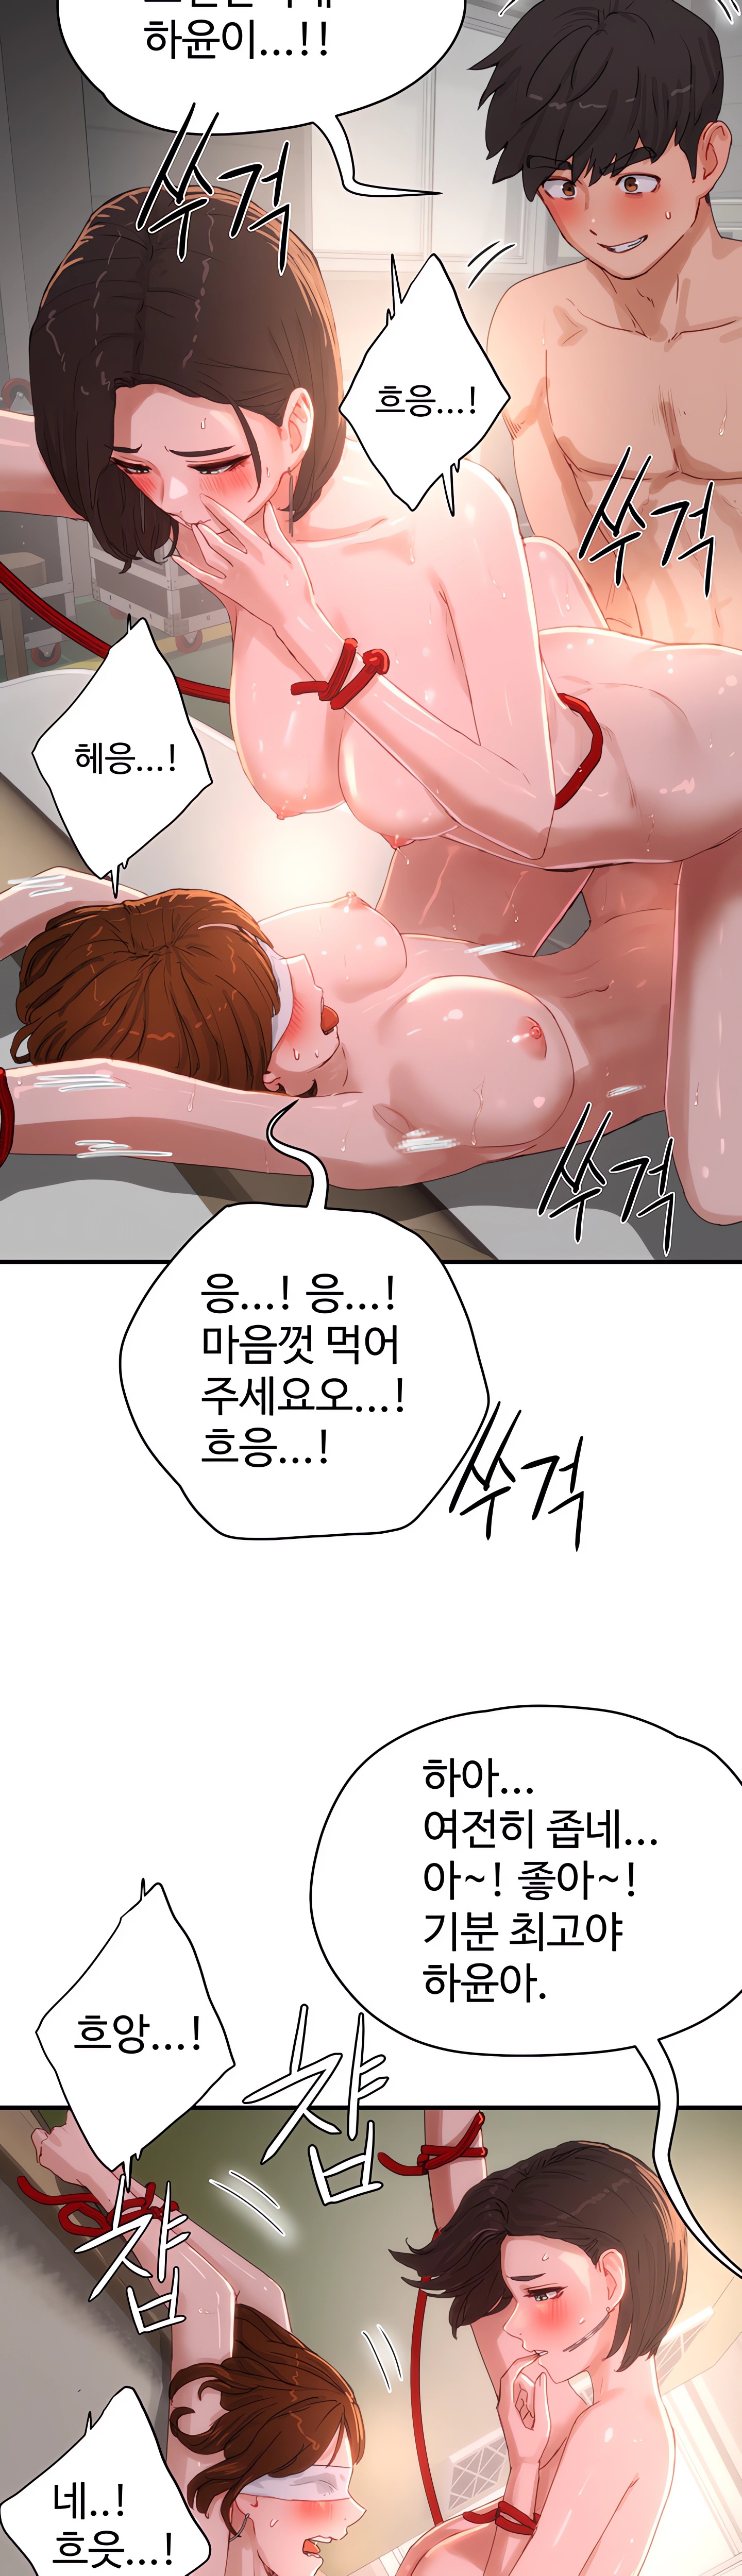 하윤이...!!
쑤걱
흐응...!
쑤걱
헤응...!
쑤걱
응...! 응...!
마음껏 먹어
주세요오...!
흐응...!
쑤걱
하아...
여전히 좁네...
아~! 좋아~!
기분 최고야
하윤아.
흐앙...!
챱
챱
네..!
흐읏...!